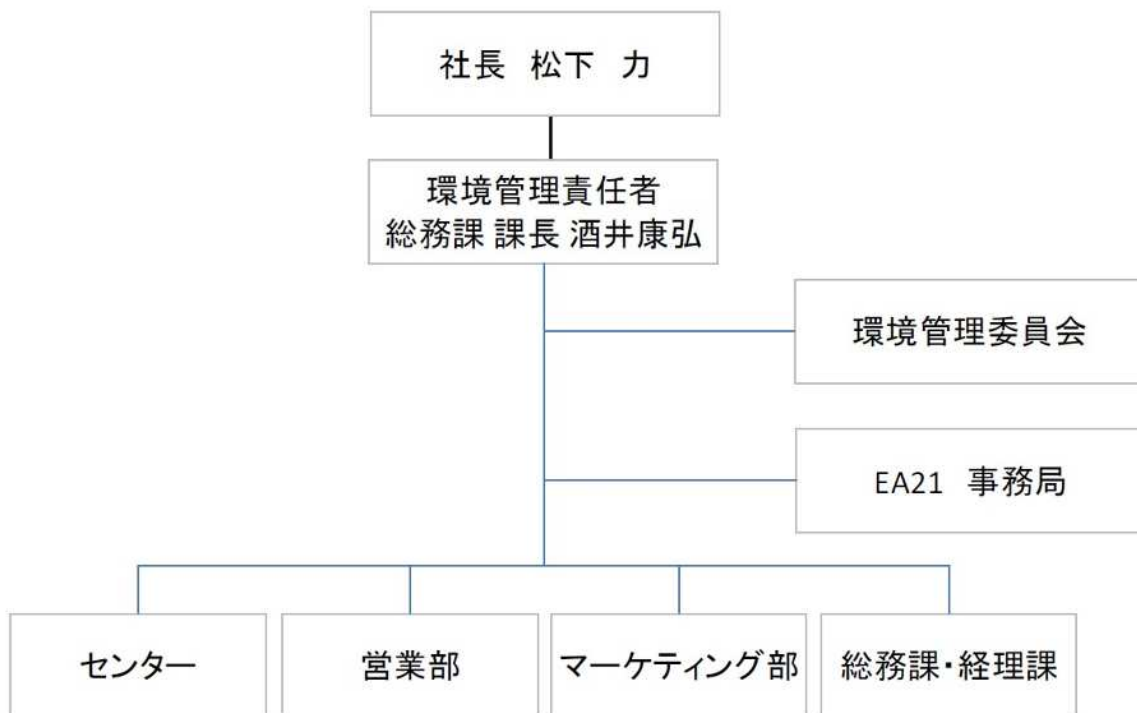 社長　松下　力
環境管理責任者
総務課 課長 酒井康弘
環境管理委員会
EA21　事務局
センター
営業部
マーケティング部
総務課・経理課